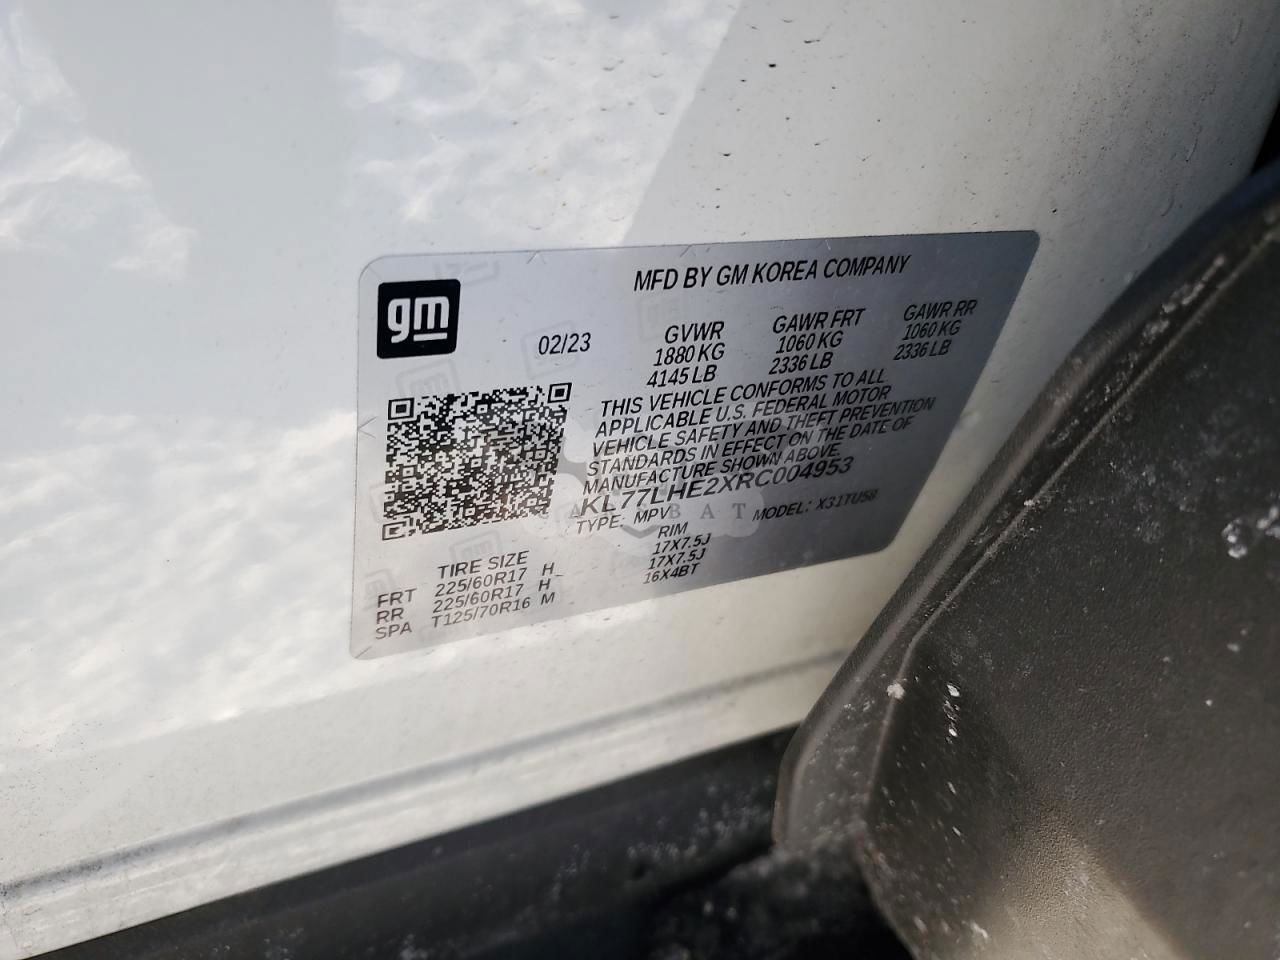 gm
MFD BY GM KOREA COMPANY
02/23
GVWR GAWR FRT GAWR RR
1880 KG 1060 KG 1060 KG
4145 LB 2336 LB 2336 LB
THIS VEHICLE CONFORMS TO ALL
APPLICABLE U.S. FEDERAL MOTOR
VEHICLE SAFETY AND THEFT PREVENTION
STANDARDS IN EFFECT ON THE DATE OF
MANUFACTURE SHOWN ABOVE.
KL77LHE2XRC004953
TYPE: MPV MODEL: X31TU58
TIRE SIZE RIM
FRT 225/60R17 H 17X7.5J
RR 225/60R17 H 17X7.5J
SPA T125/70R16 M 16X4BT